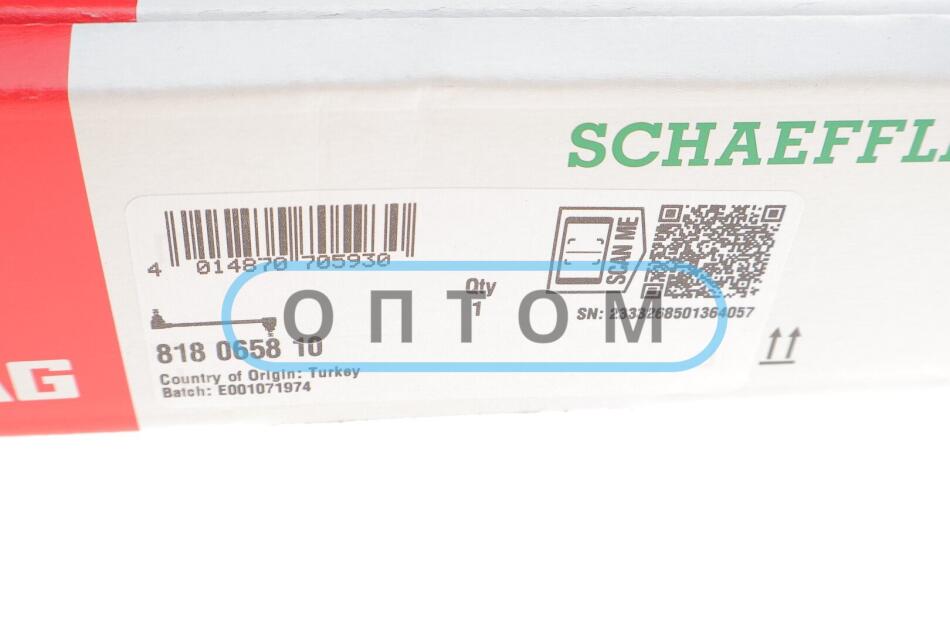 SCHAEFFL
4 014870 705930
SCAN ME
Qty
1
SN: 2333268501364057
ОПТОМ
818 0658 10
Country of Origin: Turkey
Batch: E001071974
AG